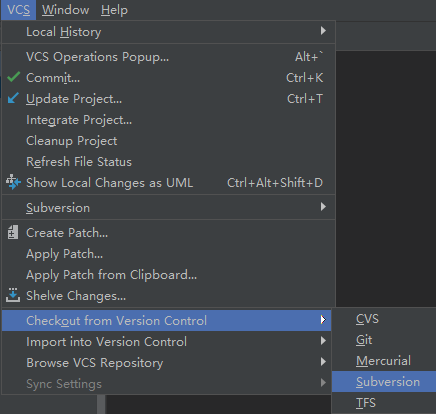 VCS Window Help
Local History
VCS Operations Popup... Alt+`
Commit... Ctrl+K
Update Project... Ctrl+T
Integrate Project...
Cleanup Project
Refresh File Status
Show Local Changes as UML Ctrl+Alt+Shift+D
Subversion
Create Patch...
Apply Patch...
Apply Patch from Clipboard...
Shelve Changes...
Checkout from Version Control
Import into Version Control
Browse VCS Repository
Sync Settings
CVS
Git
Mercurial
Subversion
TFS